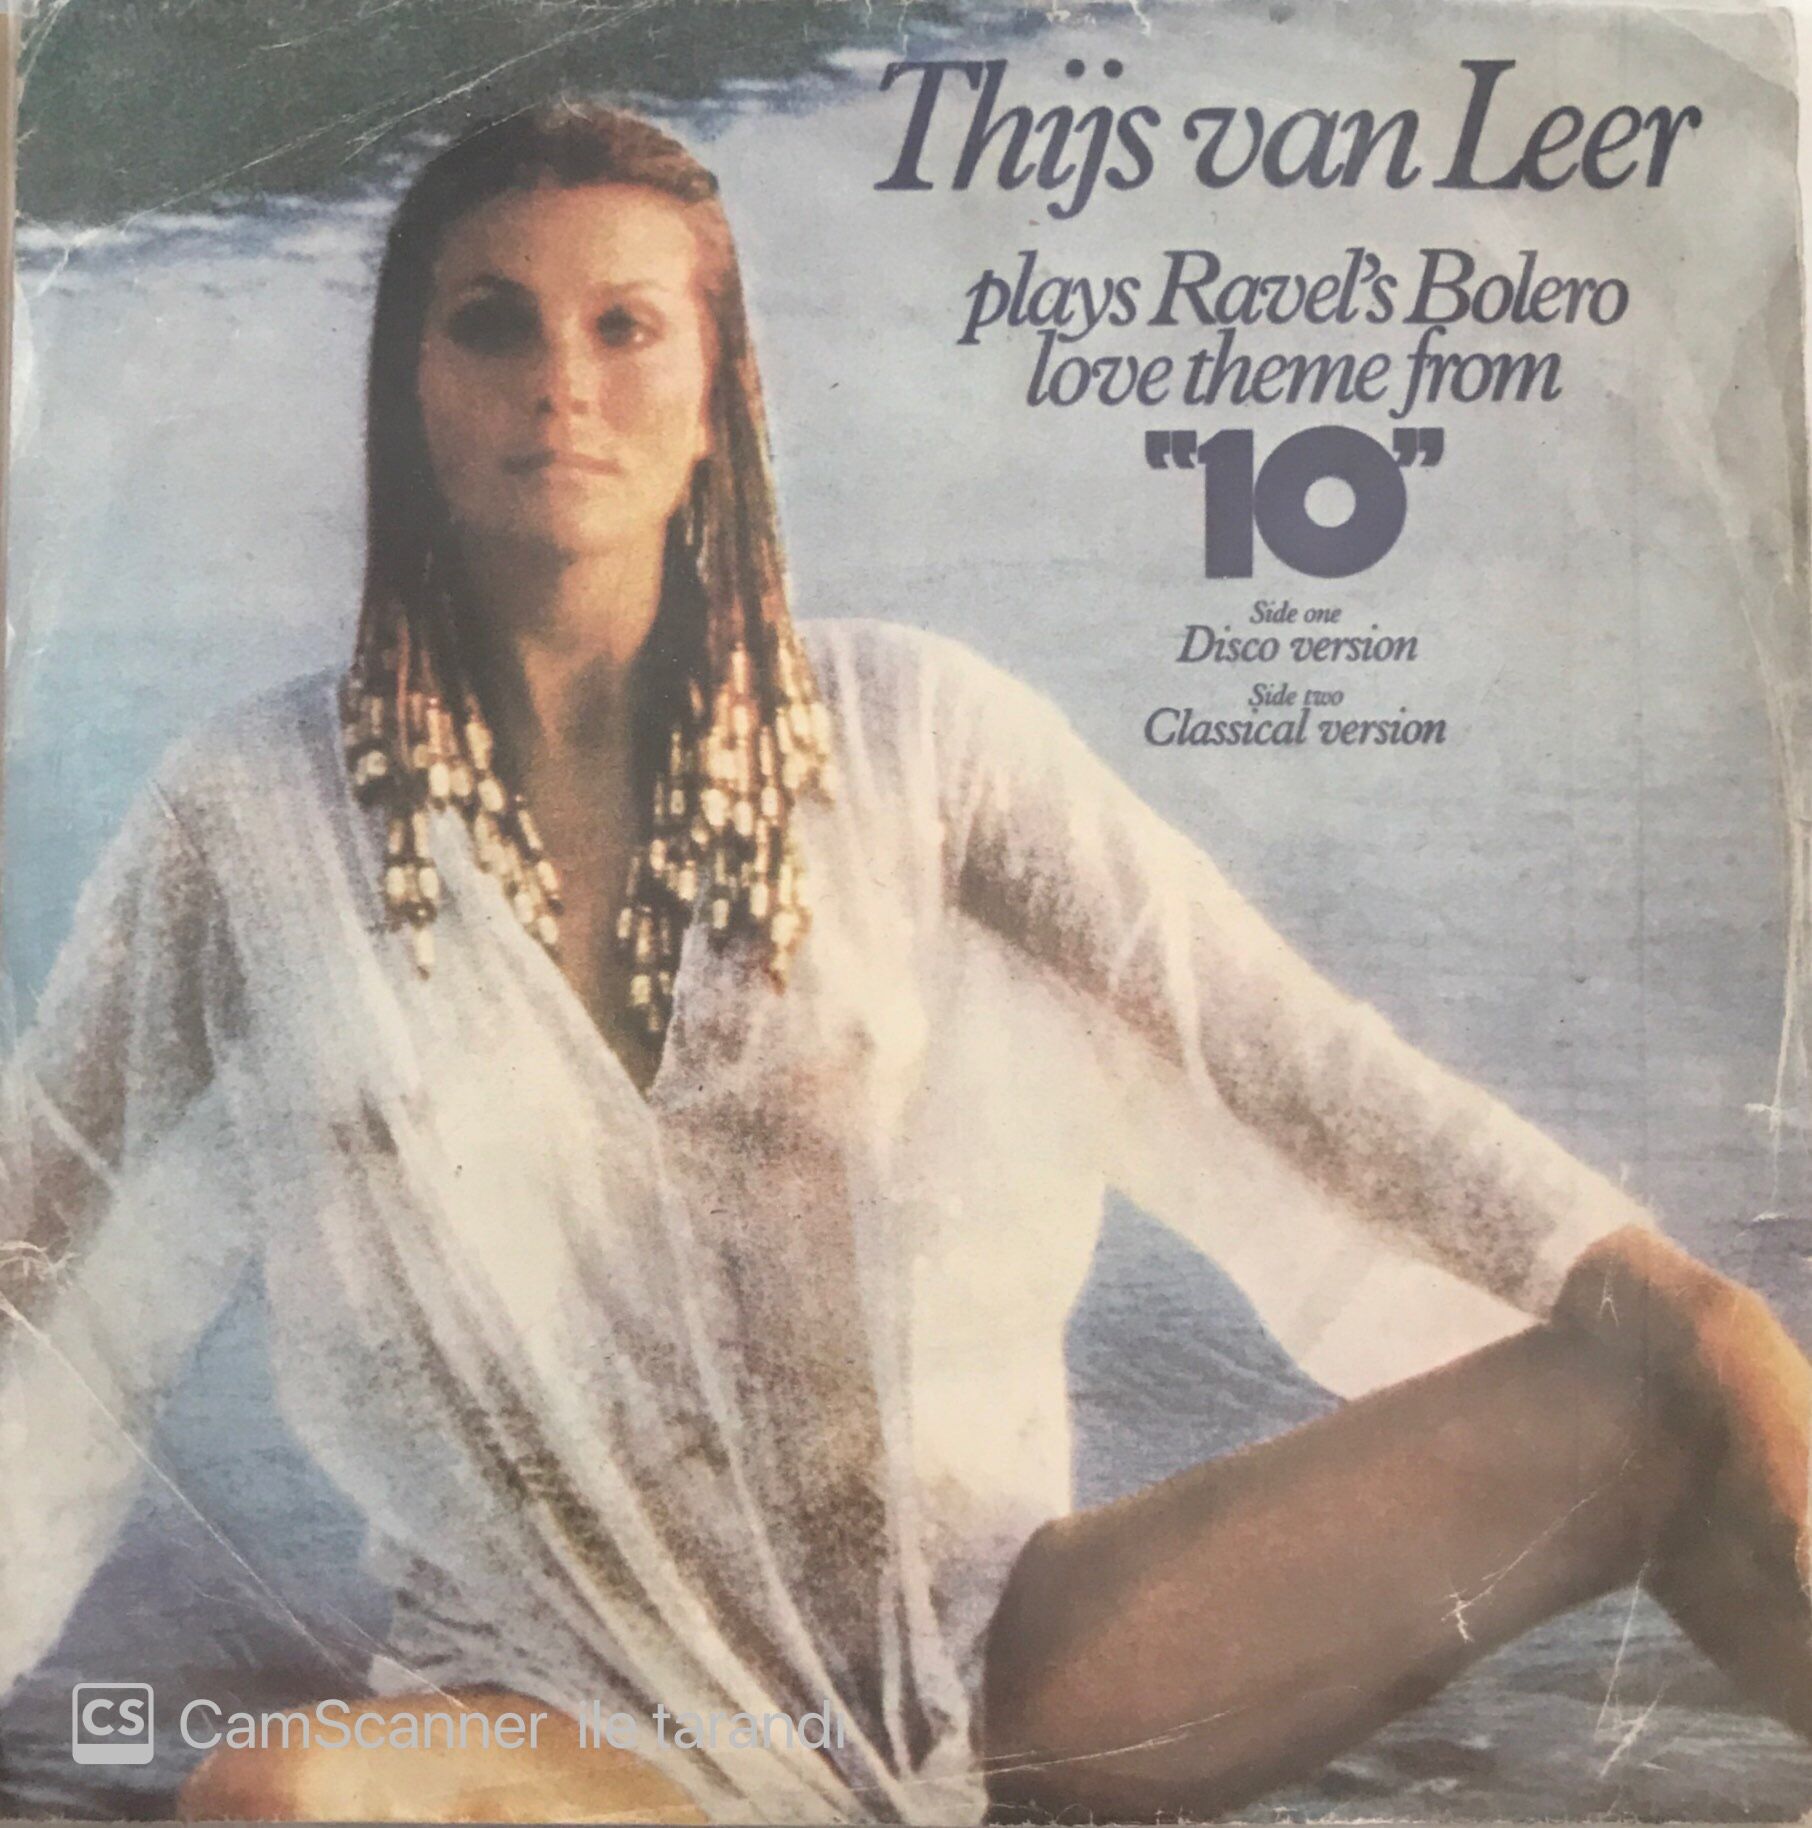 Thijs van Leer
plays Ravel's Bolero
love theme from
"10"
Side one
Disco version
Side two
Classical version
CS CamScanner ile tarandı